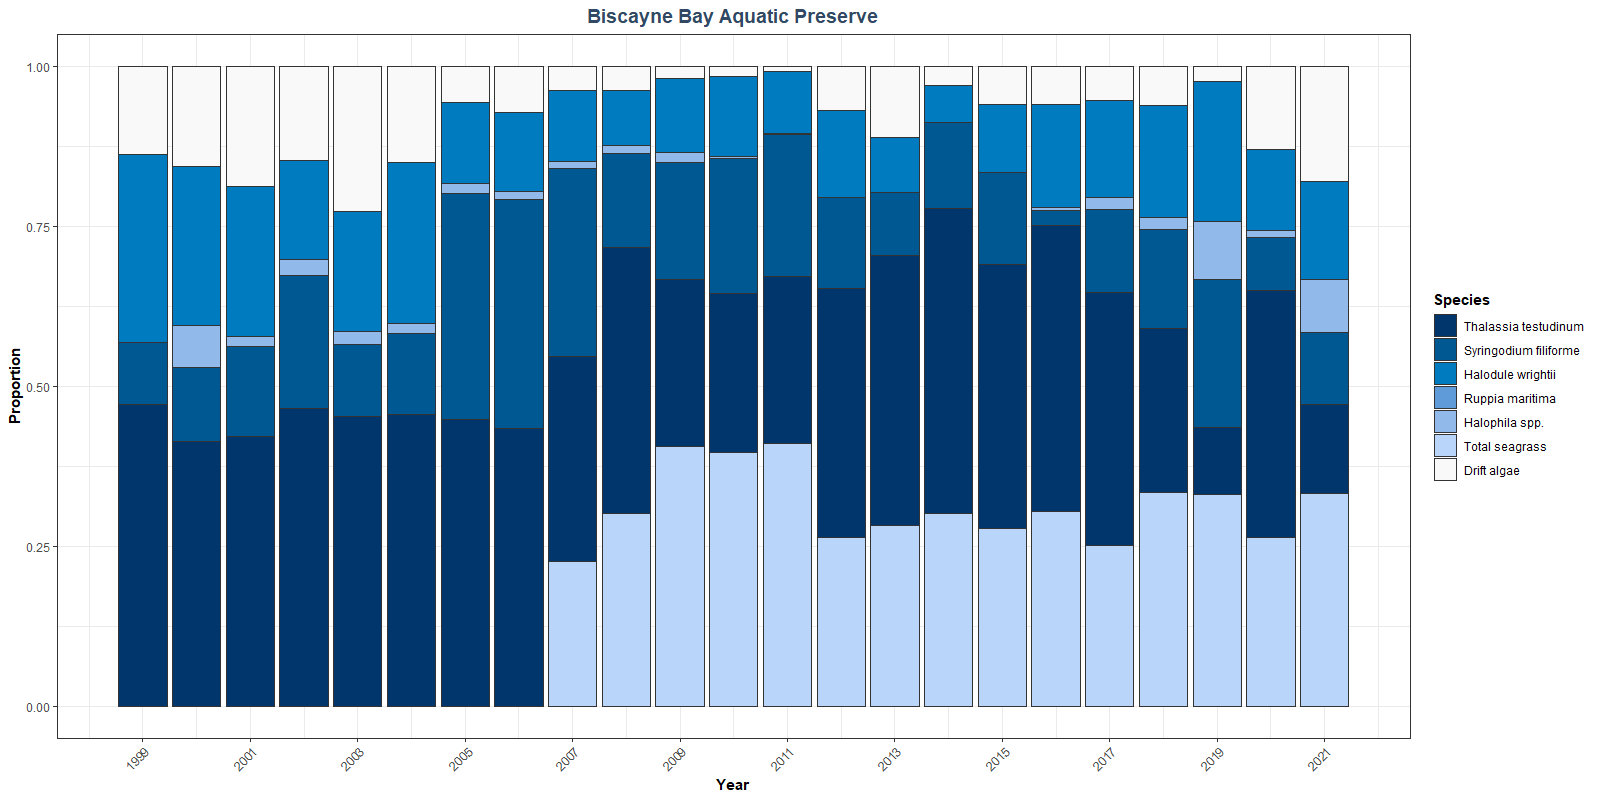 Biscayne Bay Aquatic Preserve
Proportion
1.00
0.75
0.50
0.25
0.00
1999
2001
2003
2005
2007
2009
2011
2013
2015
2017
2019
2021
Year
Species
Thalassia testudinum
Syringodium filiforme
Halodule wrightii
Ruppia maritima
Halophila spp.
Total seagrass
Drift algae